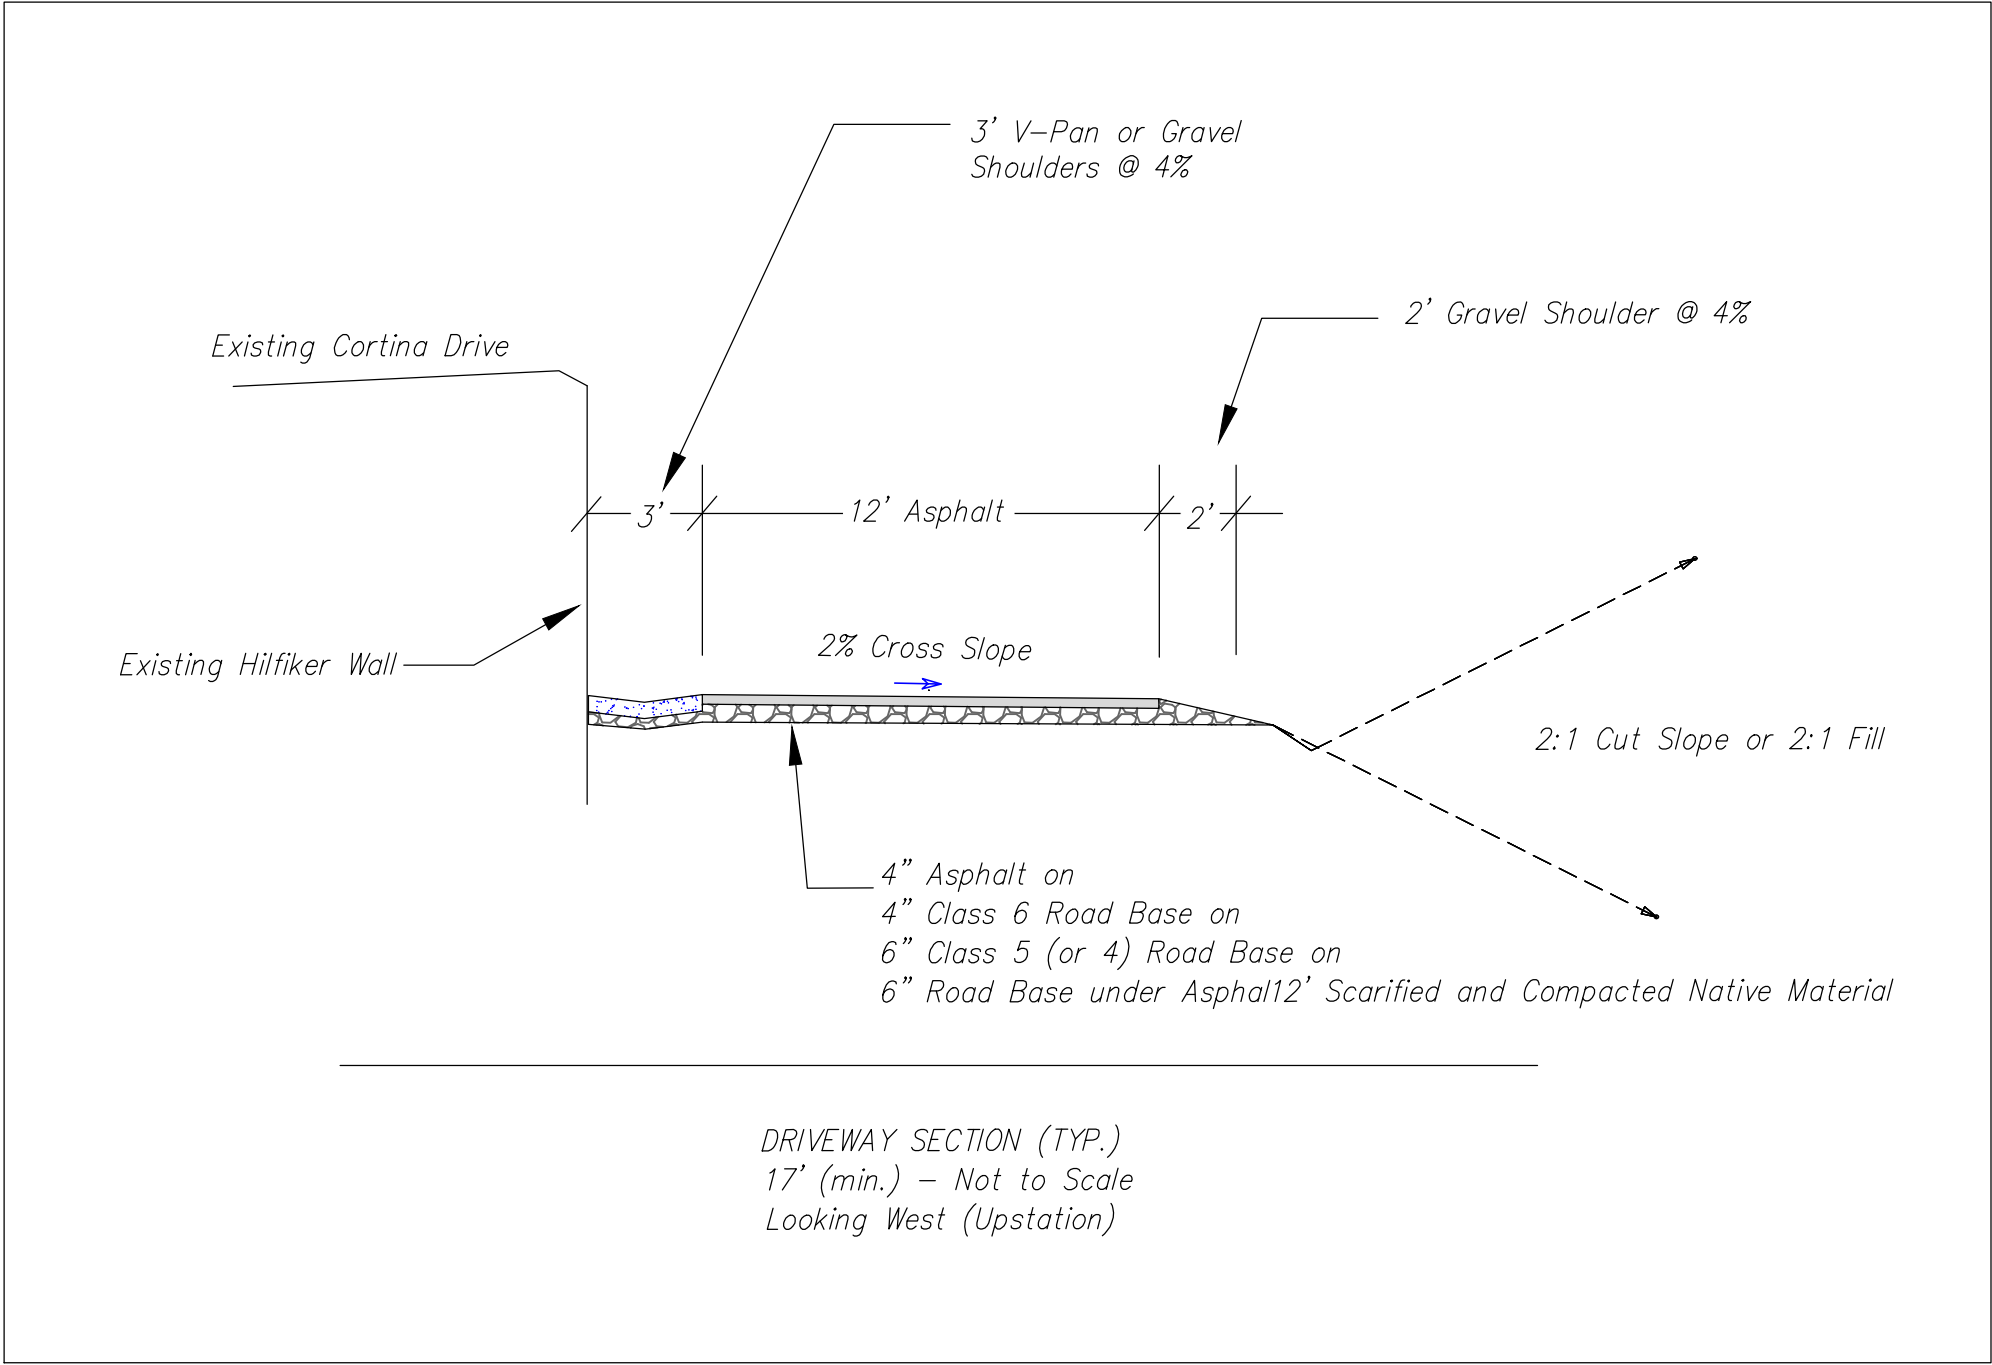 3' V-Pan or Gravel
Shoulders @ 4%
2' Gravel Shoulder @ 4%
Existing Cortina Drive
3'
12' Asphalt
2'
2% Cross Slope
Existing Hilfiker Wall
2:1 Cut Slope or 2:1 Fill
4" Asphalt on
4" Class 6 Road Base on
6" Class 5 (or 4) Road Base on
6" Road Base under Asphal12' Scarified and Compacted Native Material
DRIVEWAY SECTION (TYP.)
17' (min.) - Not to Scale
Looking West (Upstation)